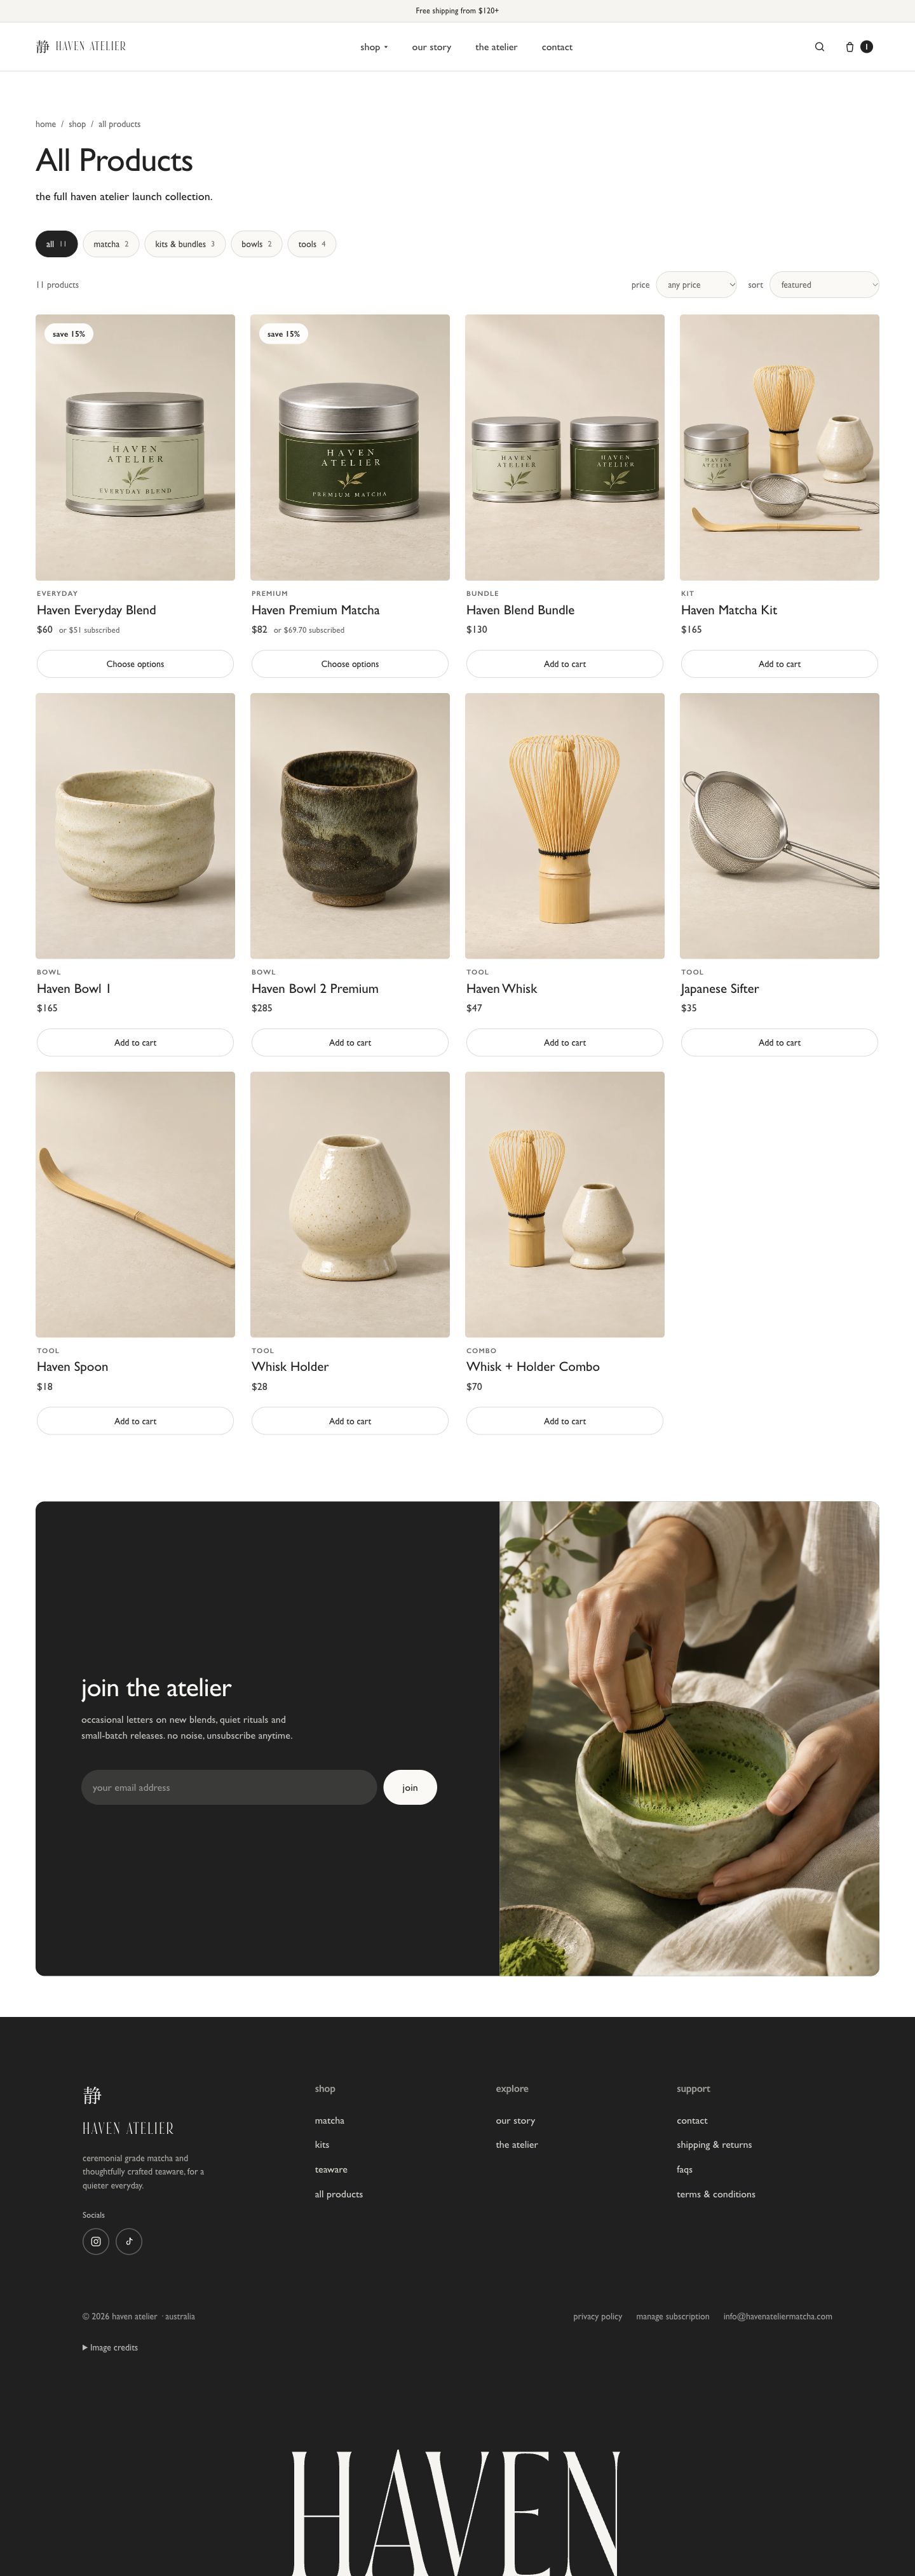 Free shipping from $120+
静 HAVEN ATELIER
shop
our story
the atelier
contact
1
home / shop / all products
All Products
the full haven atelier launch collection.
all 11
matcha 2
kits & bundles 3
bowls 2
tools 4
11 products
price
any price
sort
featured
save 15%
HAVEN
ATELIER
EVERYDAY BLEND
save 15%
HAVEN
ATELIER
PREMIUM MATCHA
HAVEN
ATELIER
EVERYDAY BLEND
HAVEN
ATELIER
PREMIUM MATCHA
HAVEN
ATELIER
EVERYDAY
Haven Everyday Blend
$60 or $51 subscribed
Choose options
PREMIUM
Haven Premium Matcha
$82 or $69.70 subscribed
Choose options
BUNDLE
Haven Blend Bundle
$130
Add to cart
KIT
Haven Matcha Kit
$165
Add to cart
BOWL
Haven Bowl 1
$165
Add to cart
BOWL
Haven Bowl 2 Premium
$285
Add to cart
TOOL
Haven Whisk
$47
Add to cart
TOOL
Japanese Sifter
$35
Add to cart
TOOL
Haven Spoon
$18
Add to cart
TOOL
Whisk Holder
$28
Add to cart
COMBO
Whisk + Holder Combo
$70
Add to cart
join the atelier
occasional letters on new blends, quiet rituals and
small-batch releases. no noise, unsubscribe anytime.
your email address
join
静
HAVEN ATELIER
ceremonial grade matcha and
thoughtfully crafted teaware, for a
quieter everyday.
Socials
shop
matcha
kits
teaware
all products
explore
our story
the atelier
support
contact
shipping & returns
faqs
terms & conditions
© 2026 haven atelier · australia
privacy policy
manage subscription
info@havenateliermatcha.com
Image credits
HAVEN